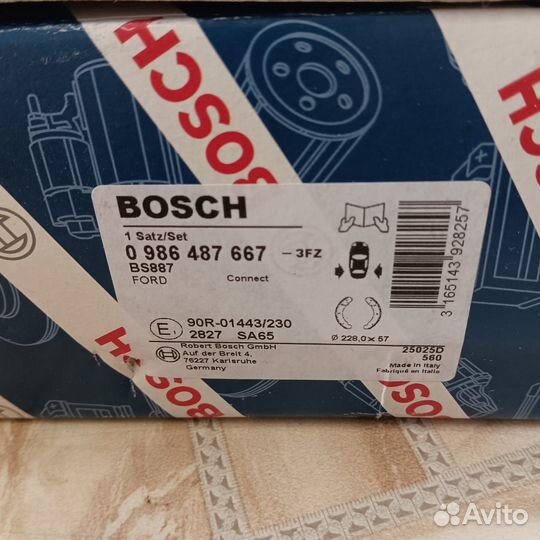 BOSCH
BOSCH
BOSCH
BOSCH
BOSCH
1 Satz/Set
0 986 487 667 – 3FZ
BS887
FORD Connect
E 90R-01443/230
2827 SA65
Ø 228,0 x 57
Robert Bosch GmbH
Auf der Breit 4,
76227 Karlsruhe
Germany
25025D
560
Made in Italy
Fabriqué en Italie
3 165143 928257
Avito